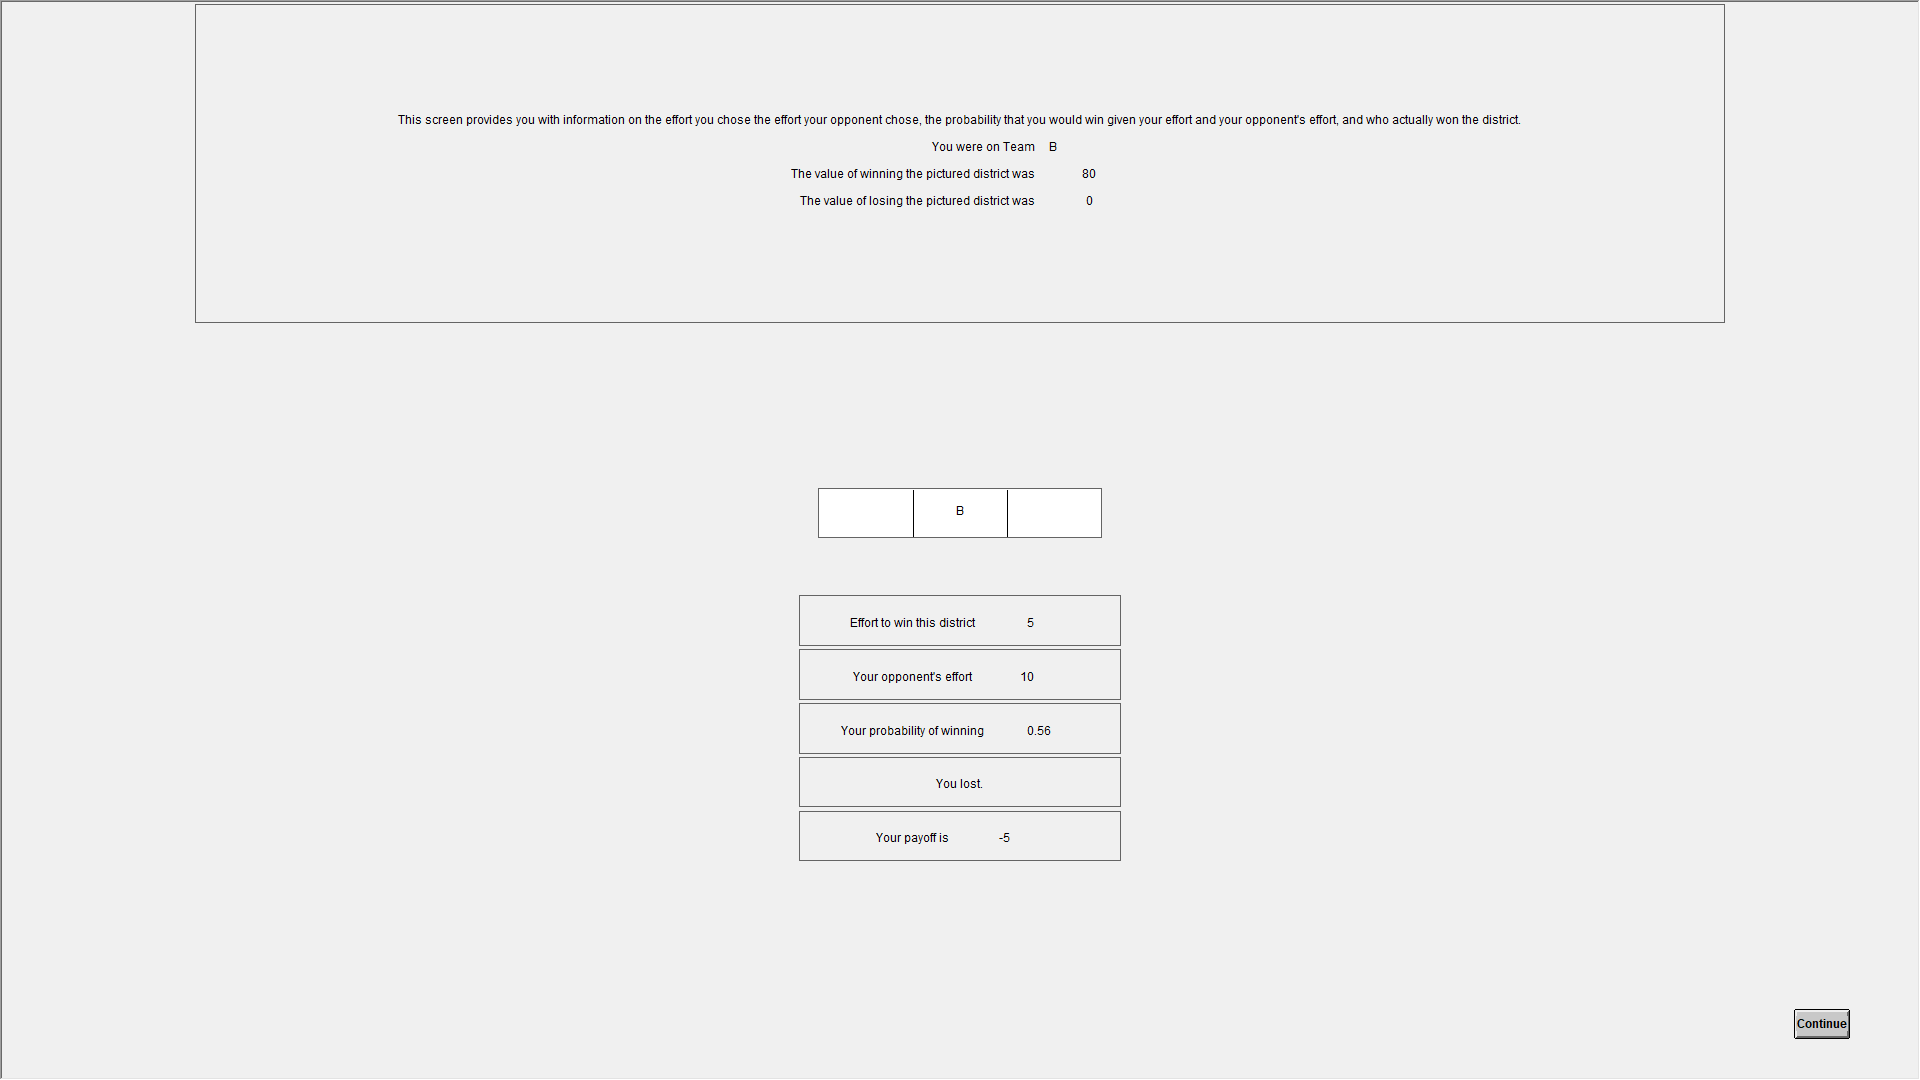 This screen provides you with information on the effort you chose the effort your opponent chose, the probability that you would win given your effort and your opponent's effort, and who actually won the district.
You were on Team B
The value of winning the pictured district was 80
The value of losing the pictured district was 0
B
Effort to win this district 5
Your opponent's effort 10
Your probability of winning 0.56
You lost.
Your payoff is -5
Continue